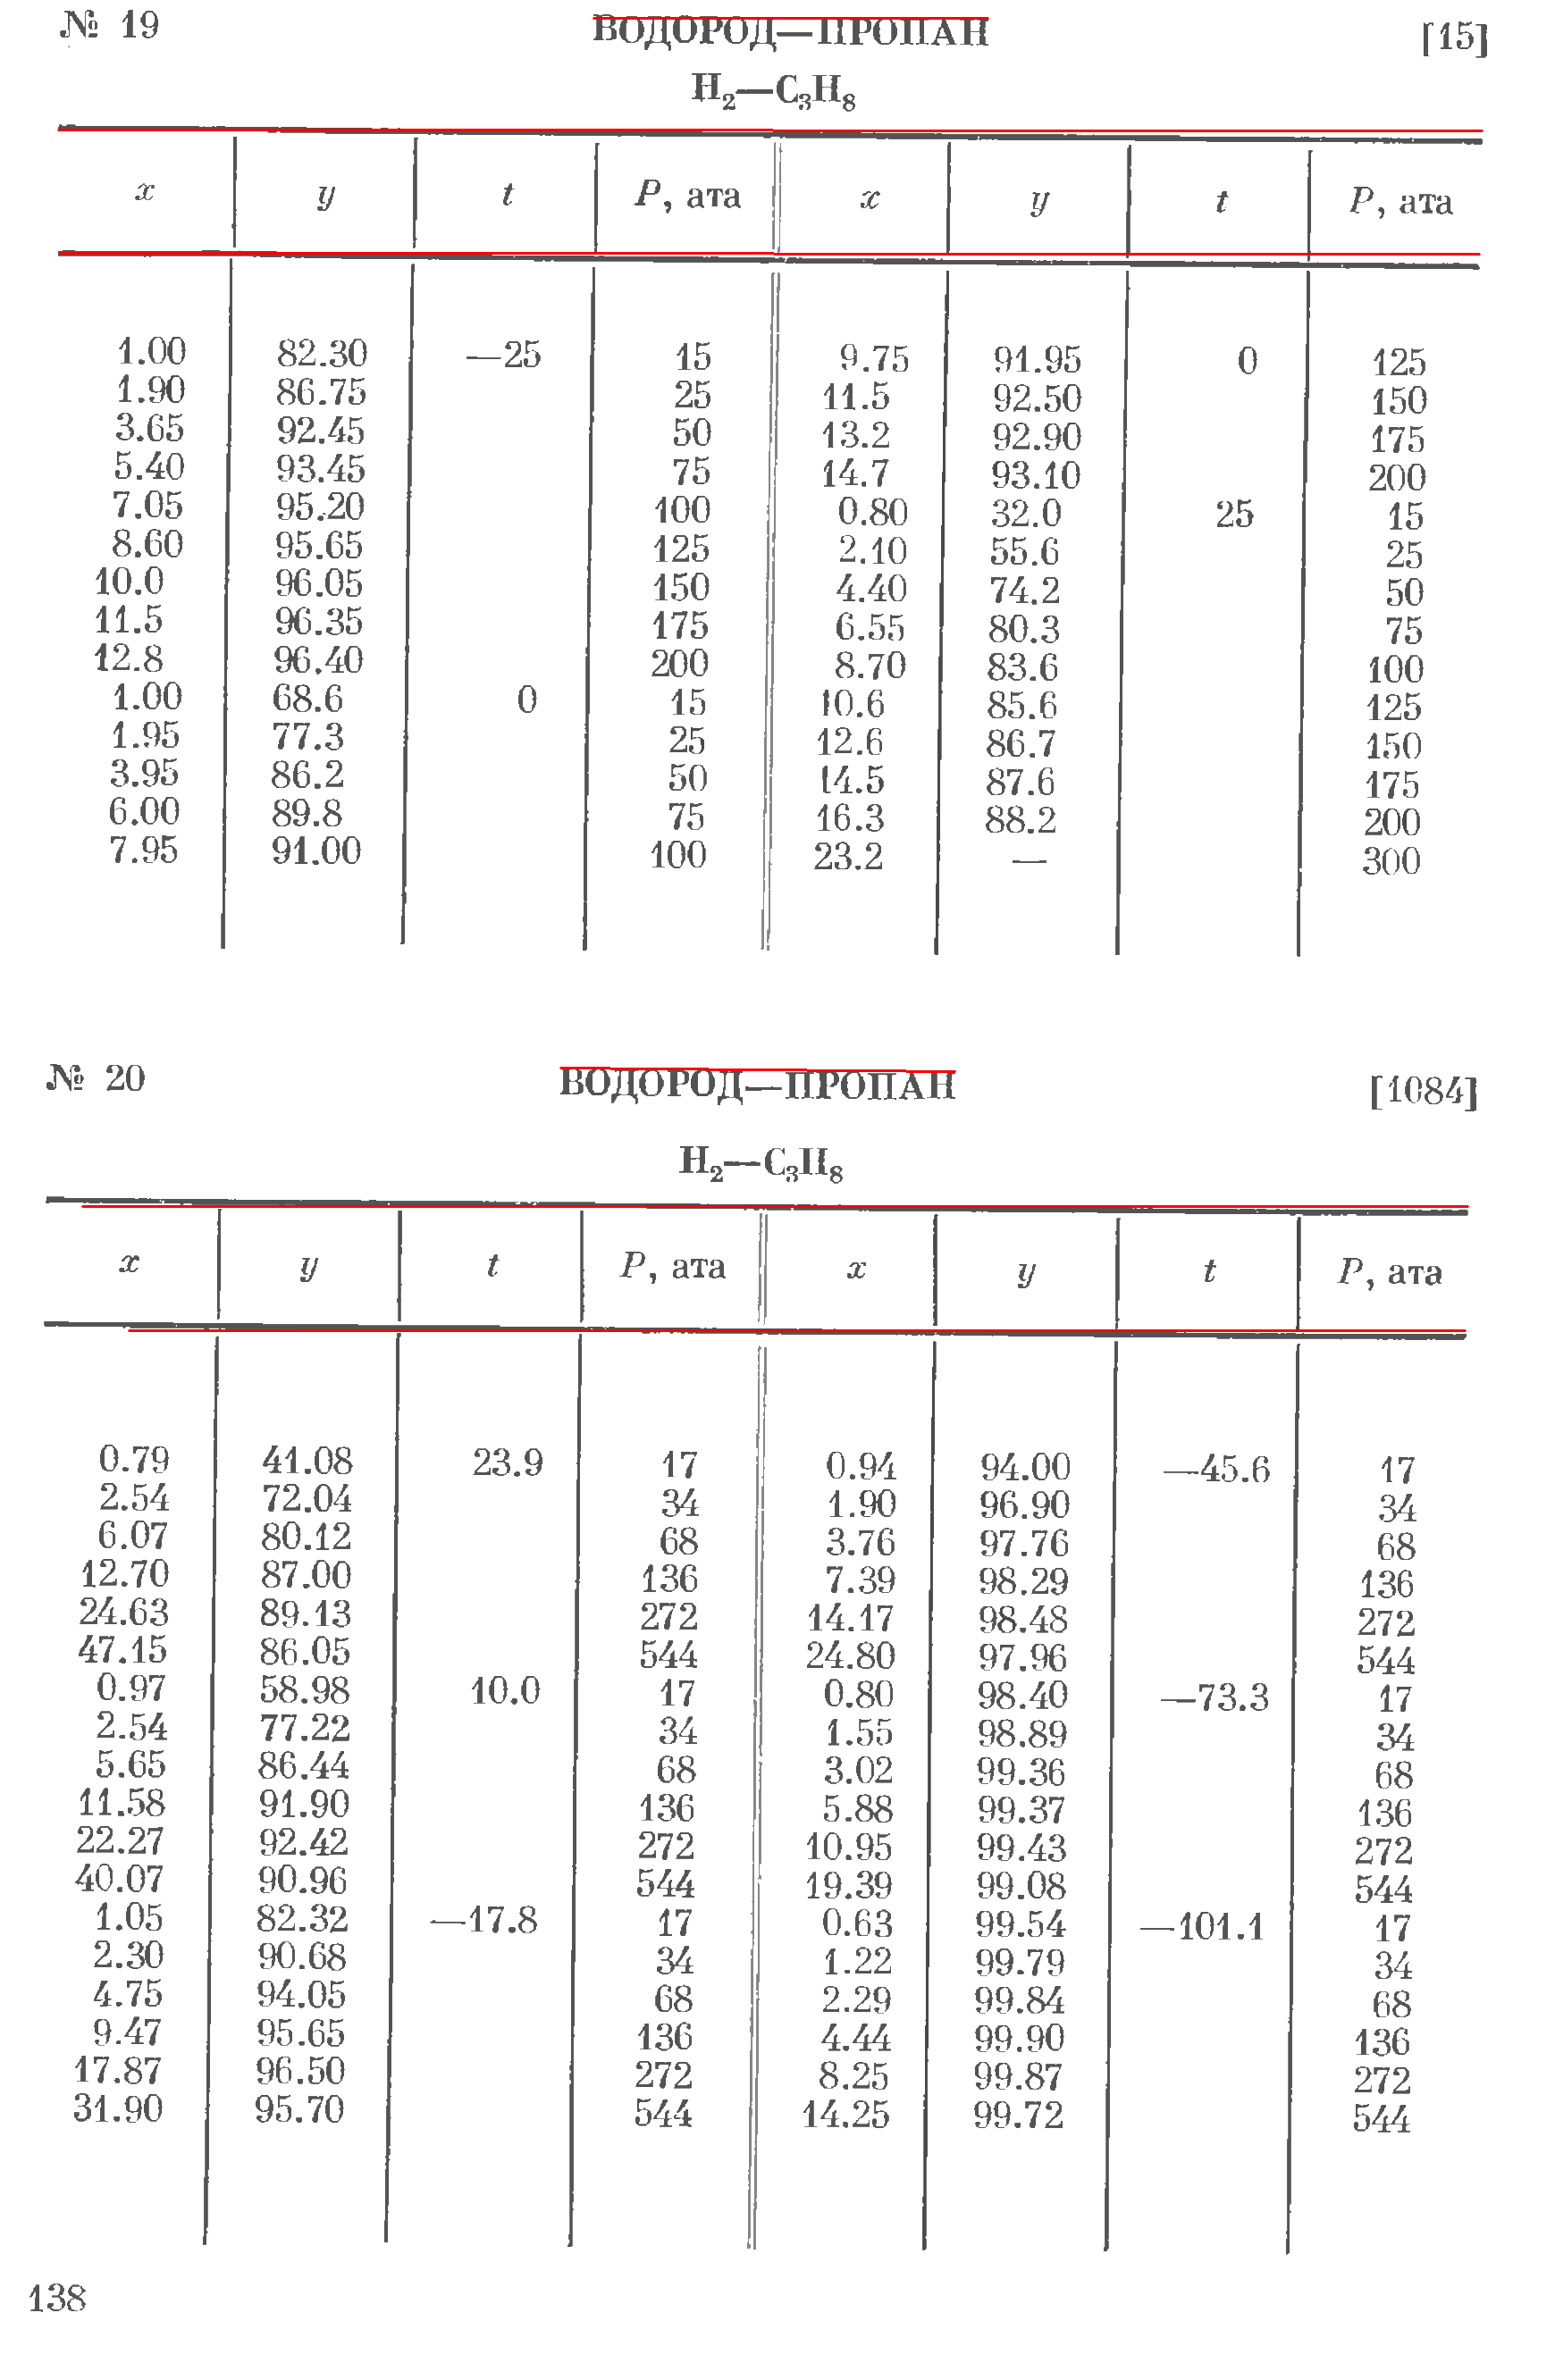 № 19 ВОДОРОД—ПРОПАН [15]
H₂—C₃H₈
x y t P, ата x y t P, ата
1.00 82.30 —25 15 9.75 91.95 0 125
1.90 86.75 25 11.5 92.50 150
3.65 92.45 50 13.2 92.90 175
5.40 93.45 75 14.7 93.10 200
7.05 95.20 100 0.80 32.0 25 15
8.60 95.65 125 2.10 55.6 25
10.0 96.05 150 4.40 74.2 50
11.5 96.35 175 6.55 80.3 75
12.8 96.40 200 8.70 83.6 100
1.00 68.6 0 15 10.6 85.6 125
1.95 77.3 25 12.6 86.7 150
3.95 86.2 50 14.5 87.6 175
6.00 89.8 75 16.3 88.2 200
7.95 91.00 100 23.2 — 300
№ 20 ВОДОРОД—ПРОПАН [1084]
H₂—C₃H₈
x y t P, ата x y t P, ата
0.79 41.08 23.9 17 0.94 94.00 —45.6 17
2.54 72.04 34 1.90 96.90 34
6.07 80.12 68 3.76 97.76 68
12.70 87.00 136 7.39 98.29 136
24.63 89.13 272 14.17 98.48 272
47.15 86.05 544 24.80 97.96 544
0.97 58.98 10.0 17 0.80 98.40 —73.3 17
2.54 77.22 34 1.55 98.89 34
5.65 86.44 68 3.02 99.36 68
11.58 91.90 136 5.88 99.37 136
22.27 92.42 272 10.95 99.43 272
40.07 90.96 544 19.39 99.08 544
1.05 82.32 —17.8 17 0.63 99.54 —101.1 17
2.30 90.68 34 1.22 99.79 34
4.75 94.05 68 2.29 99.84 68
9.47 95.65 136 4.44 99.90 136
17.87 96.50 272 8.25 99.87 272
31.90 95.70 544 14.25 99.72 544
138